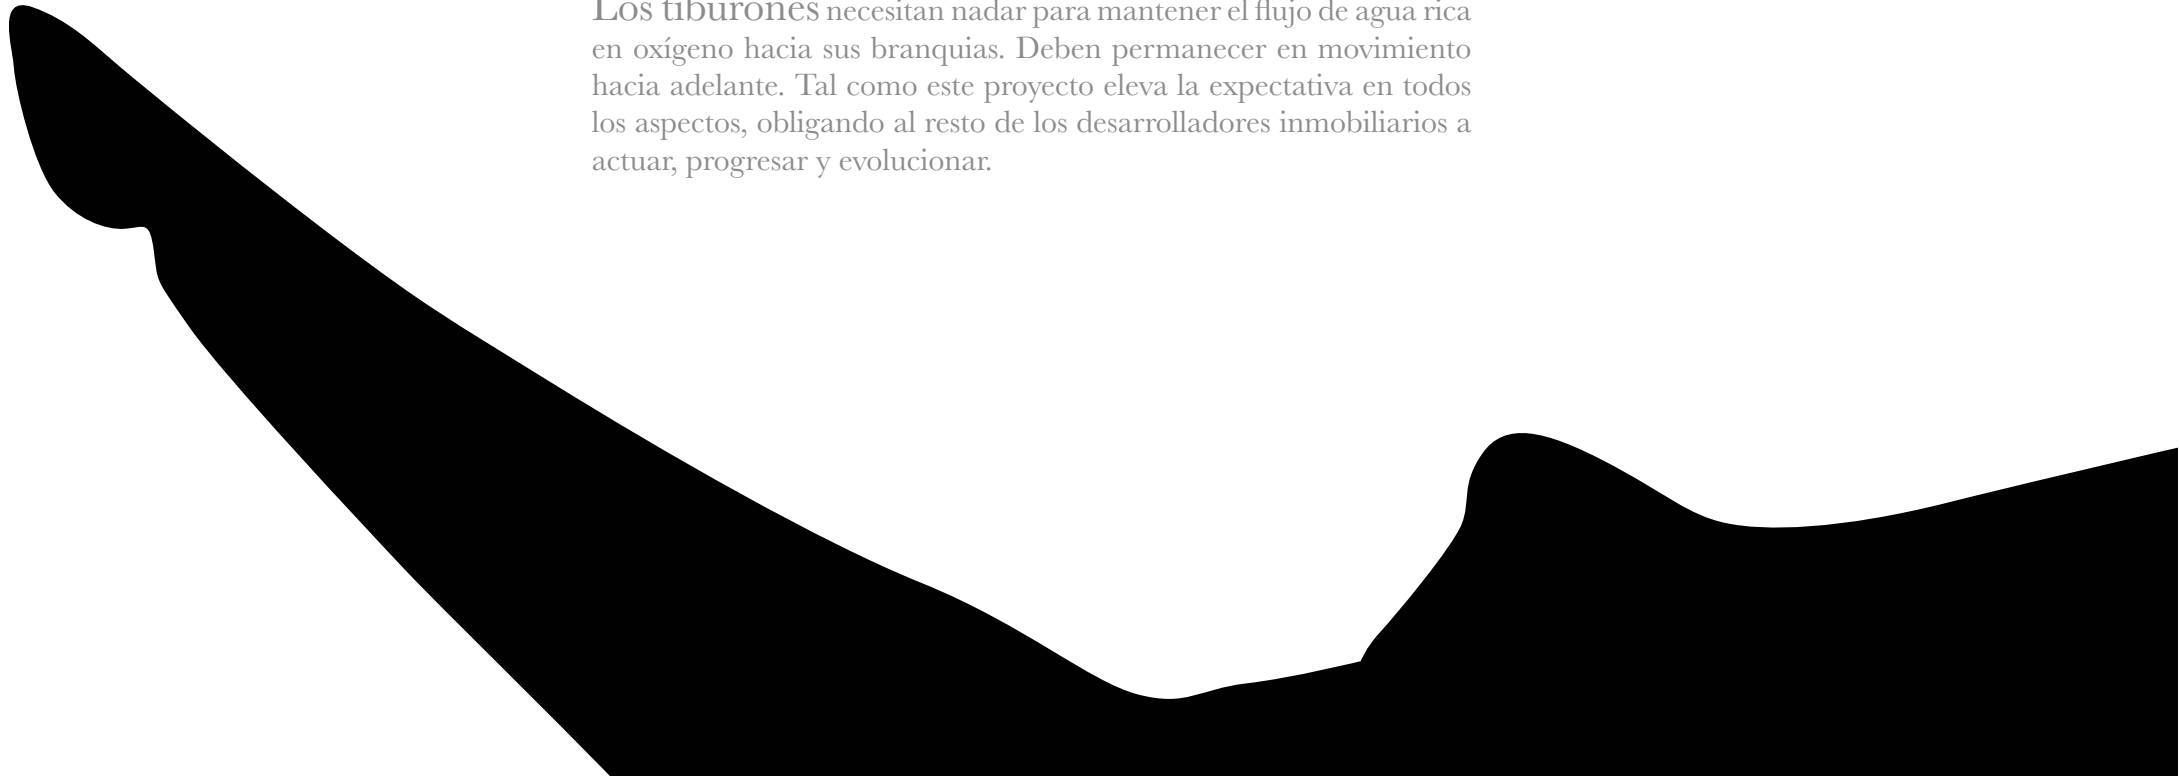 Los tiburones necesitan nadar para mantener el flujo de agua rica
en oxígeno hacia sus branquias. Deben permanecer en movimiento
hacia adelante. Tal como este proyecto eleva la expectativa en todos
los aspectos, obligando al resto de los desarrolladores inmobiliarios a
actuar, progresar y evolucionar.